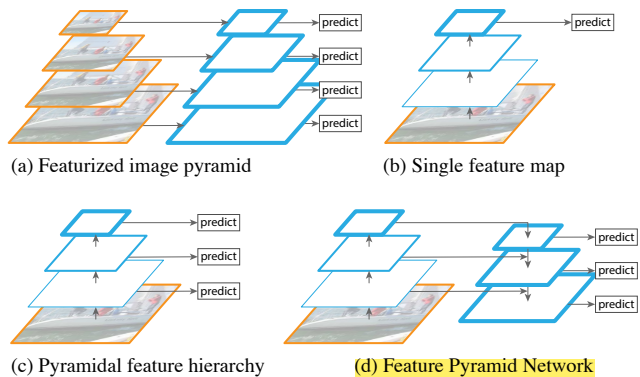 predict
predict
predict
predict
(a) Featurized image pyramid
predict
(b) Single feature map
predict
predict
predict
(c) Pyramidal feature hierarchy
predict
predict
predict
(d) Feature Pyramid Network